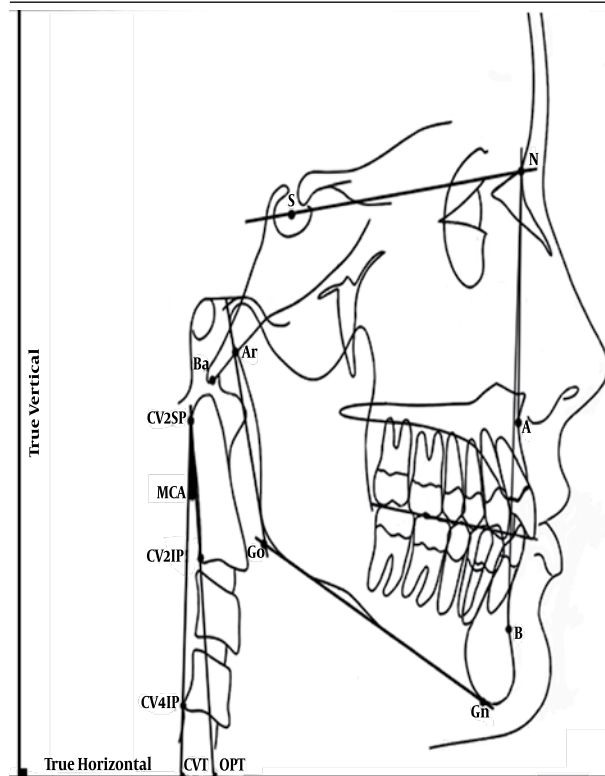 N
S
Ar
Ba
CV2SP
A
MCA
CV2IP
Go
B
CV4IP
Gn
True Vertical
True Horizontal
CVT
OPT